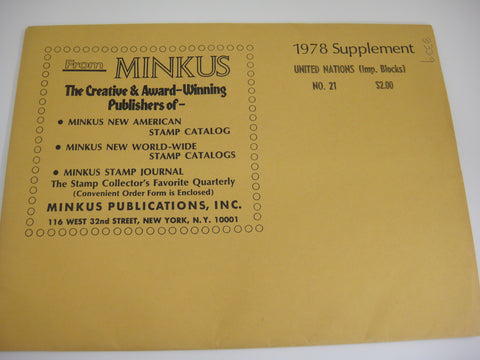 From MINKUS
The Creative & Award-Winning
Publishers of-
• MINKUS NEW AMERICAN
STAMP CATALOG
• MINKUS NEW WORLD-WIDE
STAMP CATALOGS
• MINKUS STAMP JOURNAL
The Stamp Collector's Favorite Quarterly
(Convenient Order Form is Enclosed)
MINKUS PUBLICATIONS, INC.
116 WEST 32nd STREET, NEW YORK, N.Y. 10001
1978 Supplement
UNITED NATIONS (Imp. Blocks)
NO. 21 $2.00